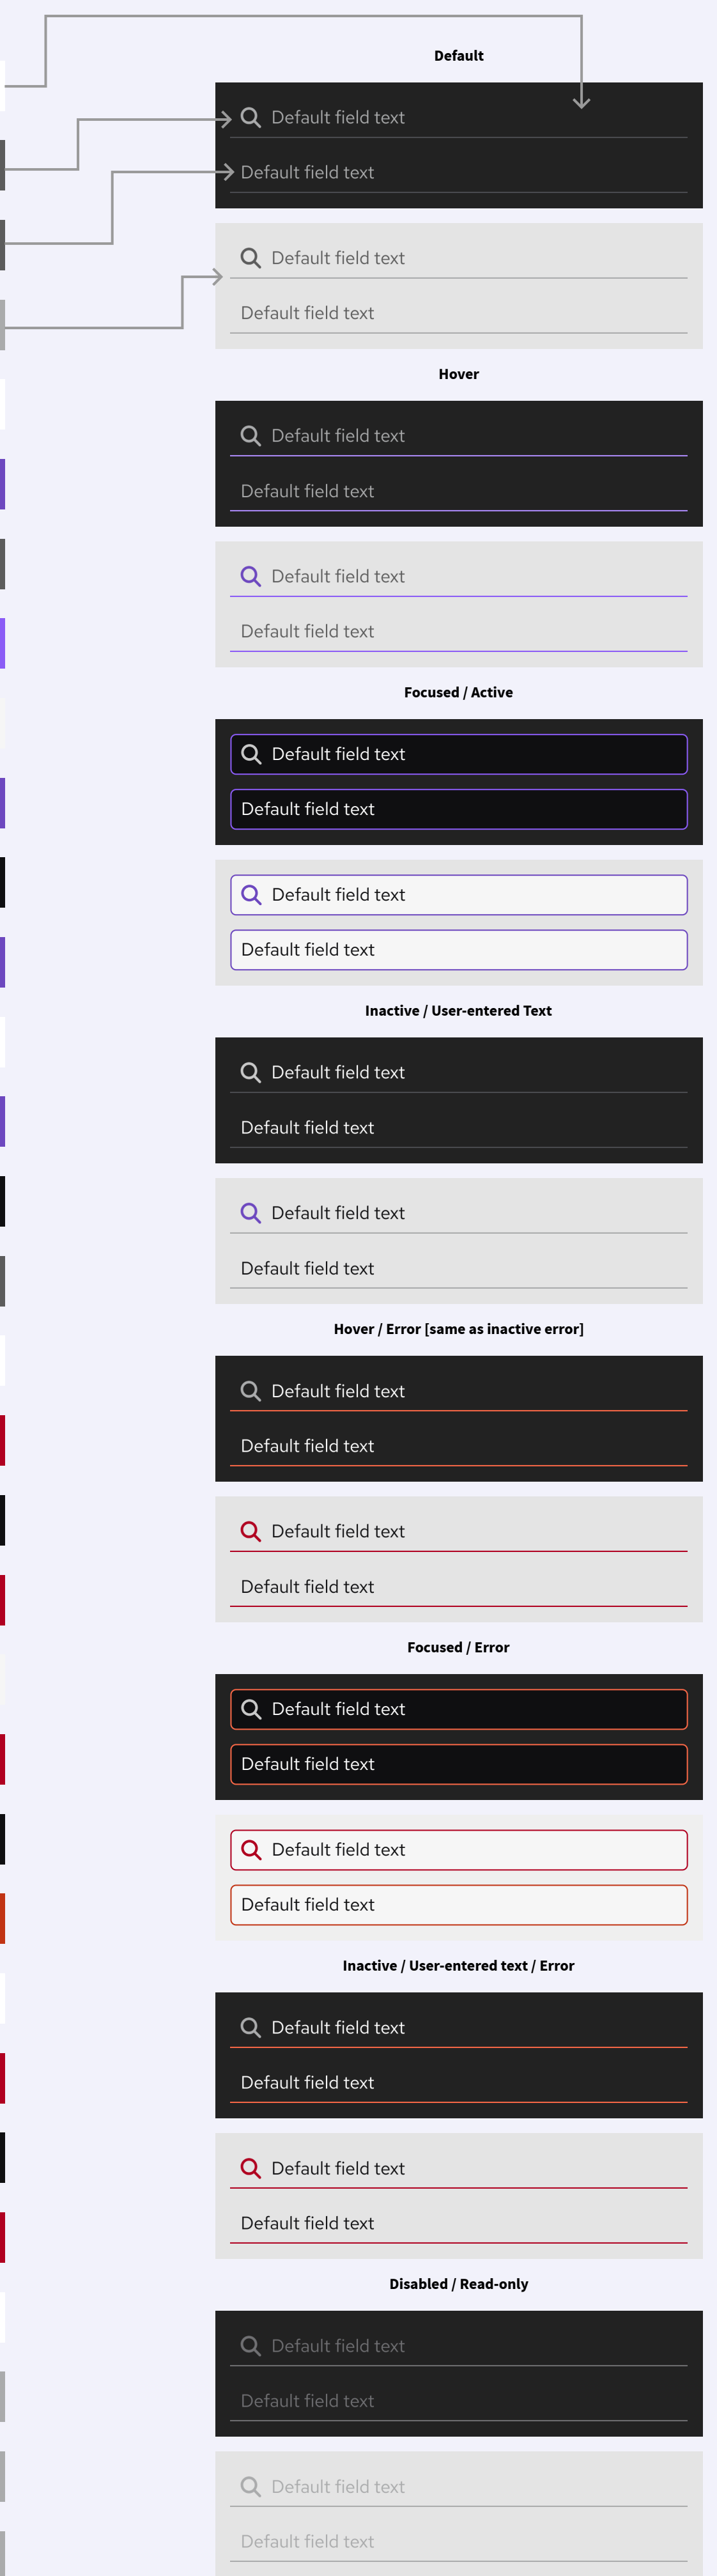 Default
Default field text
Default field text
Default field text
Default field text
Hover
Default field text
Default field text
Default field text
Default field text
Focused / Active
Default field text
Default field text
Default field text
Default field text
Inactive / User-entered Text
Default field text
Default field text
Default field text
Default field text
Hover / Error [same as inactive error]
Default field text
Default field text
Default field text
Default field text
Focused / Error
Default field text
Default field text
Default field text
Default field text
Inactive / User-entered text / Error
Default field text
Default field text
Default field text
Default field text
Disabled / Read-only
Default field text
Default field text
Default field text
Default field text